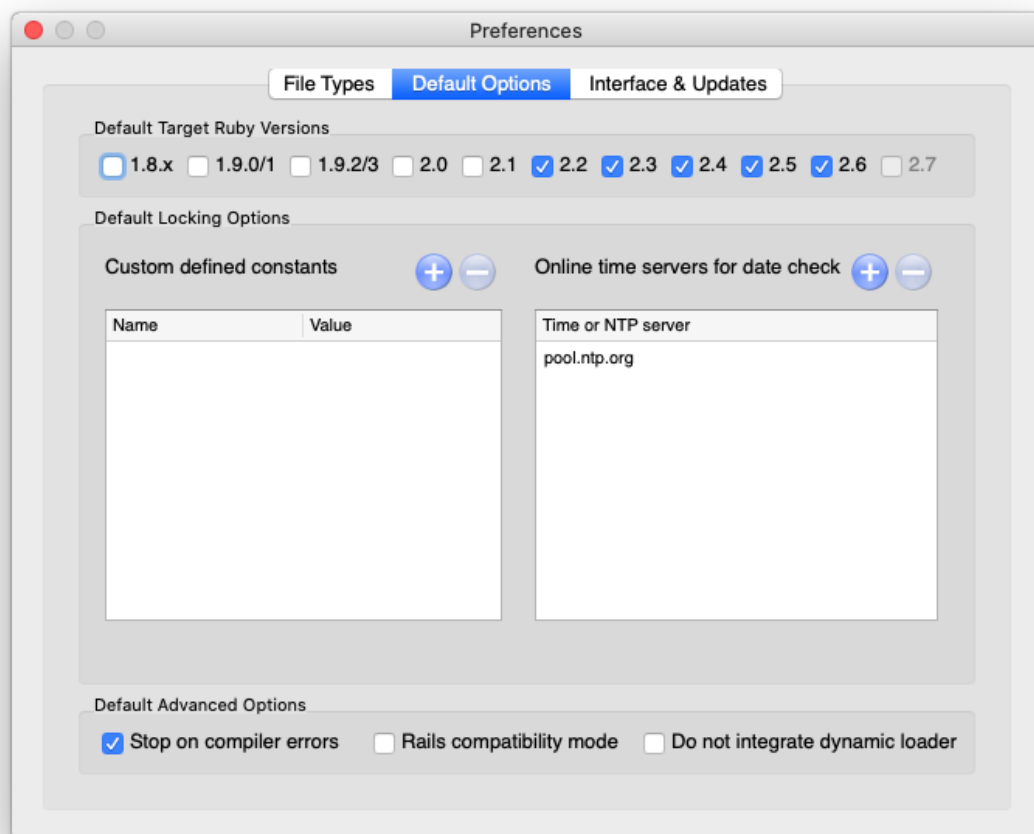 Preferences
File Types Default Options Interface & Updates
Default Target Ruby Versions
1.8.x 1.9.0/1 1.9.2/3 2.0 2.1 2.2 2.3 2.4 2.5 2.6 2.7
Default Locking Options
Custom defined constants
Name Value
Online time servers for date check
Time or NTP server
pool.ntp.org
Default Advanced Options
Stop on compiler errors Rails compatibility mode Do not integrate dynamic loader